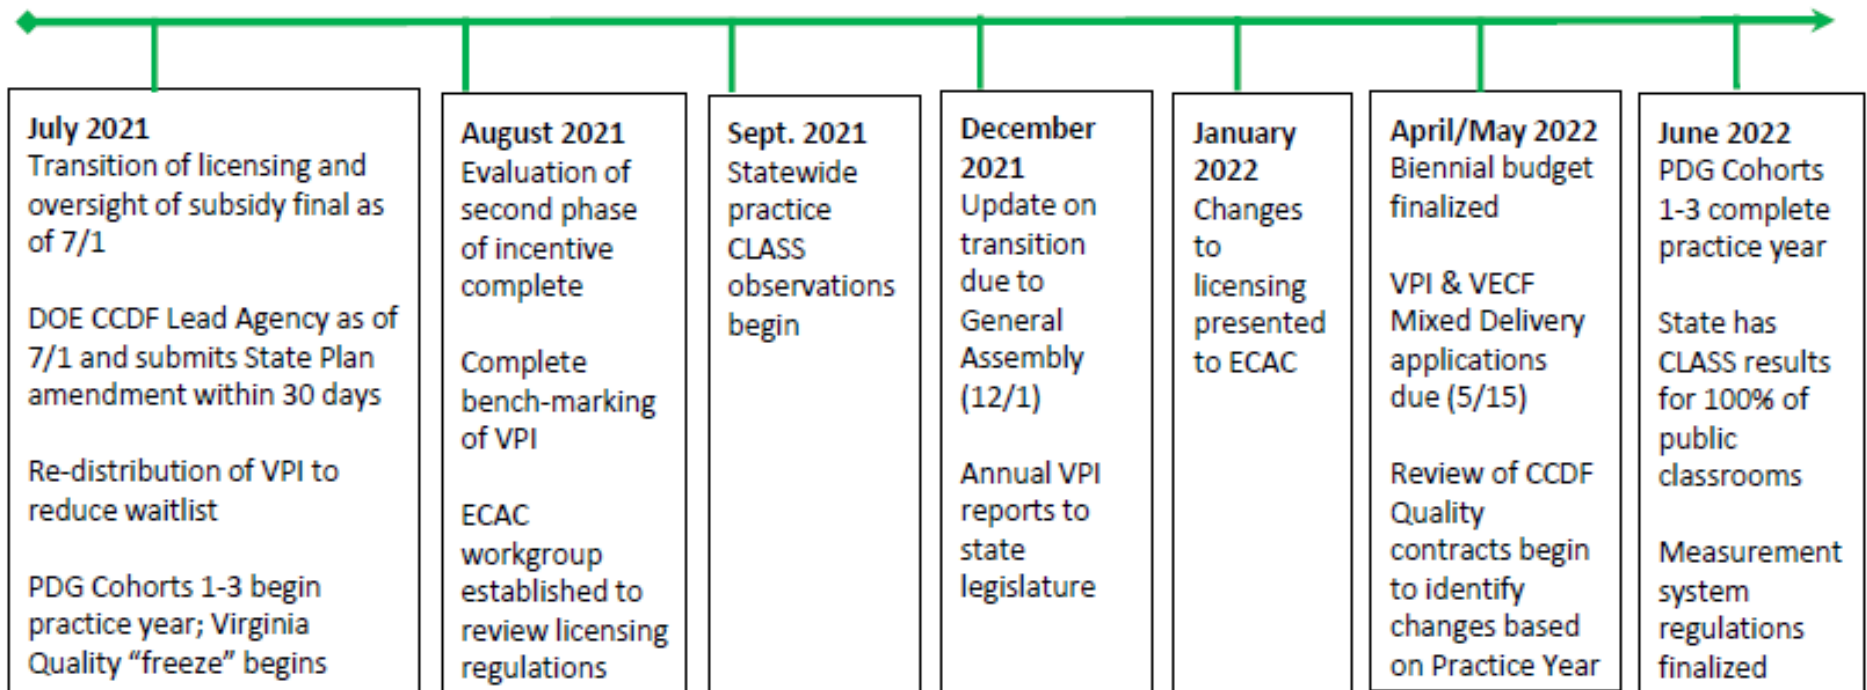 July 2021
Transition of licensing and
oversight of subsidy final as
of 7/1
DOE CCDF Lead Agency as of
7/1 and submits State Plan
amendment within 30 days
Re-distribution of VPI to
reduce waitlist
PDG Cohorts 1-3 begin
practice year; Virginia
Quality “freeze” begins
August 2021
Evaluation of
second phase
of incentive
complete
Complete
bench-marking
of VPI
ECAC
workgroup
established to
review licensing
regulations
Sept. 2021
Statewide
practice
CLASS
observations
begin
December
2021
Update on
transition
due to
General
Assembly
(12/1)
Annual VPI
reports to
state
legislature
January
2022
Changes
to
licensing
presented
to ECAC
April/May 2022
Biennial budget
finalized
VPI & VECF
Mixed Delivery
applications
due (5/15)
Review of CCDF
Quality
contracts begin
to identify
changes based
on Practice Year
June 2022
PDG Cohorts
1-3 complete
practice year
State has
CLASS results
for 100% of
public
classrooms
Measurement
system
regulations
finalized